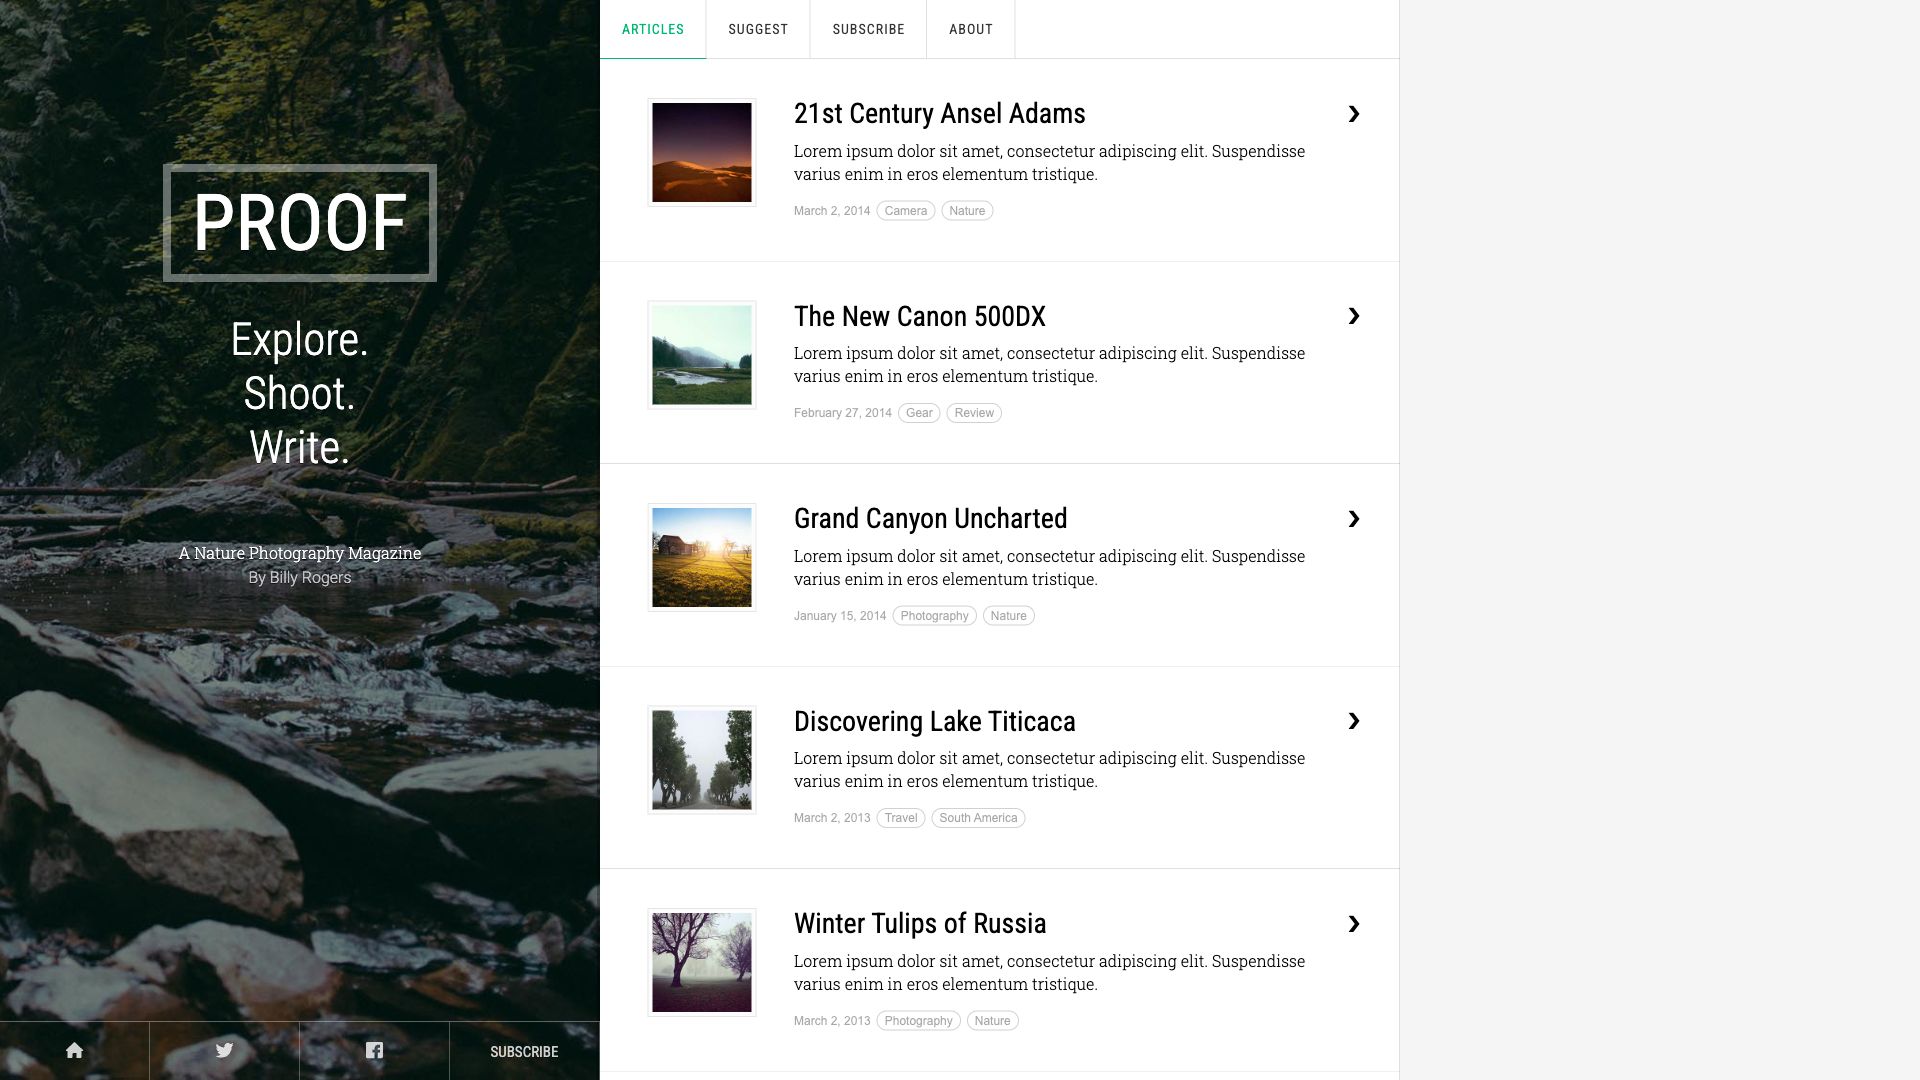 PROOF
Explore.
Shoot.
Write.
A Nature Photography Magazine
By Billy Rogers
SUBSCRIBE
ARTICLES
SUGGEST
SUBSCRIBE
ABOUT
21st Century Ansel Adams
Lorem ipsum dolor sit amet, consectetur adipiscing elit. Suspendisse
varius enim in eros elementum tristique.
March 2, 2014 Camera Nature
The New Canon 500DX
Lorem ipsum dolor sit amet, consectetur adipiscing elit. Suspendisse
varius enim in eros elementum tristique.
February 27, 2014 Gear Review
Grand Canyon Uncharted
Lorem ipsum dolor sit amet, consectetur adipiscing elit. Suspendisse
varius enim in eros elementum tristique.
January 15, 2014 Photography Nature
Discovering Lake Titicaca
Lorem ipsum dolor sit amet, consectetur adipiscing elit. Suspendisse
varius enim in eros elementum tristique.
March 2, 2013 Travel South America
Winter Tulips of Russia
Lorem ipsum dolor sit amet, consectetur adipiscing elit. Suspendisse
varius enim in eros elementum tristique.
March 2, 2013 Photography Nature